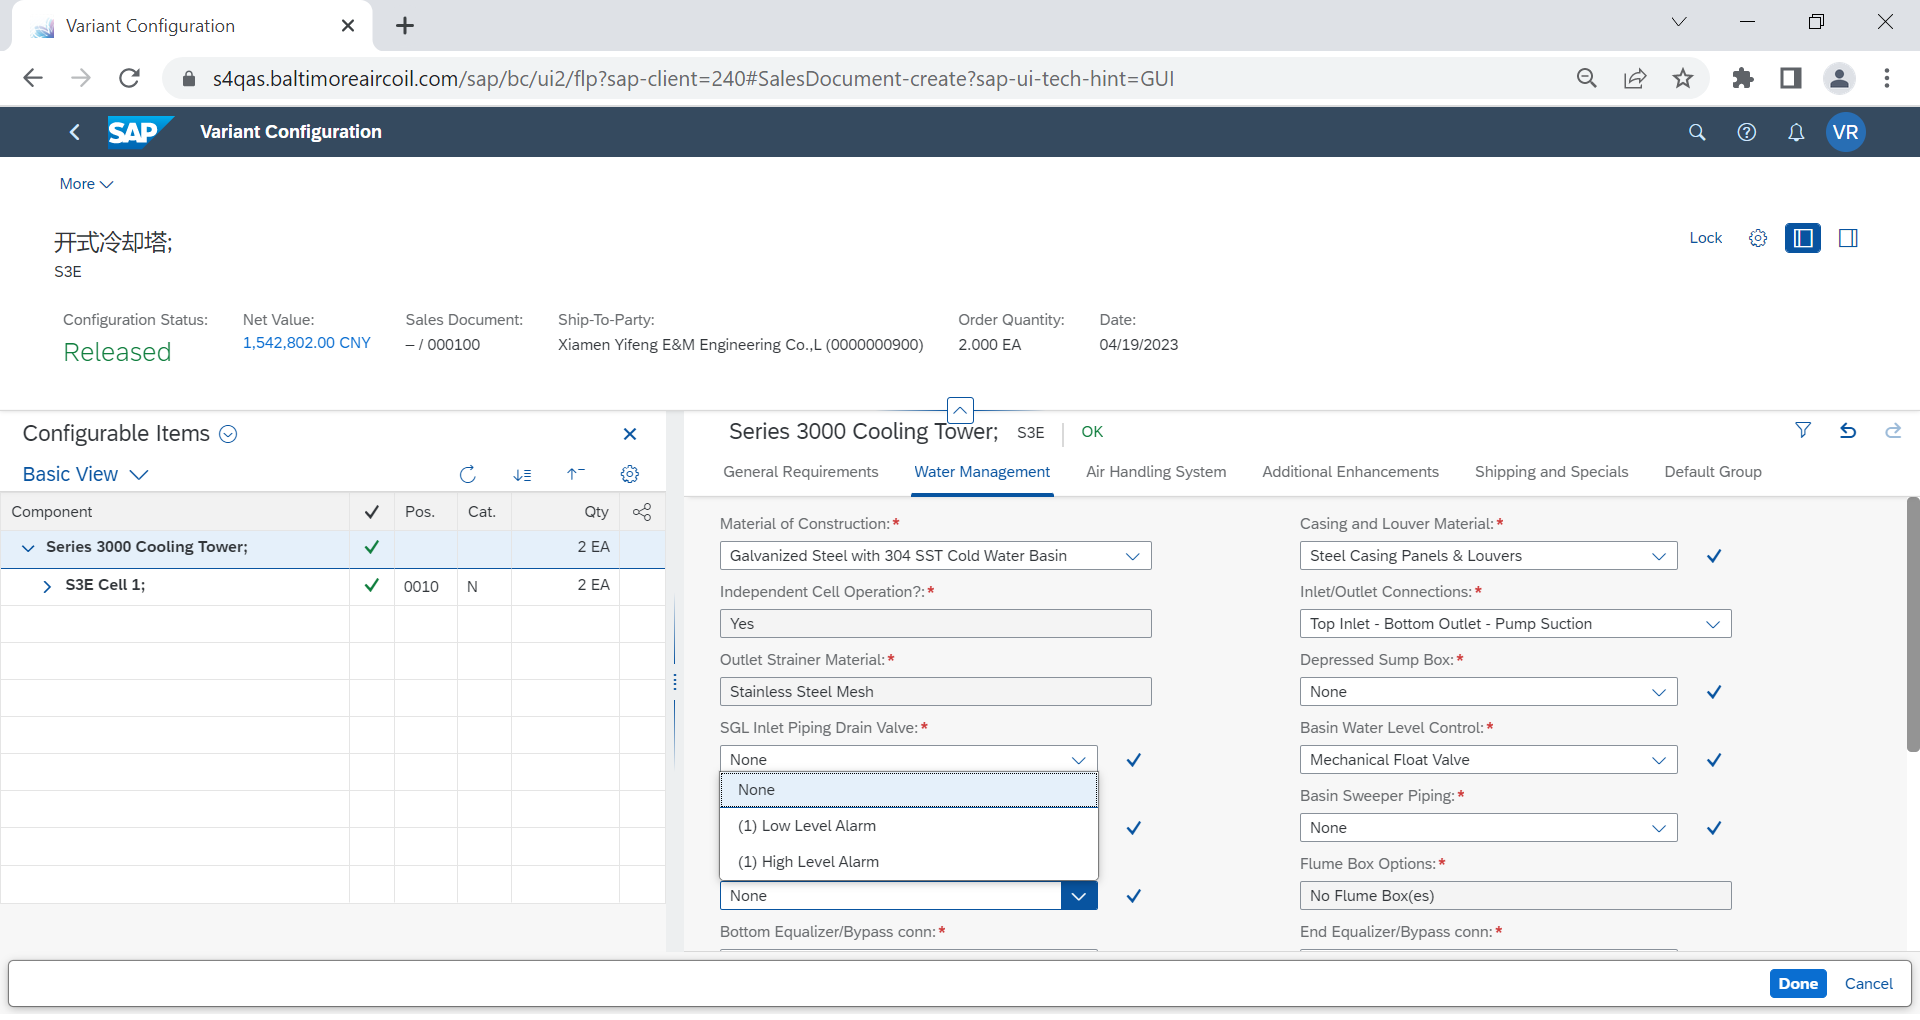 Variant Configuration
s4qas.baltimoreaircoil.com/sap/bc/ui2/flp?sap-client=240#SalesDocument-create?sap-ui-tech-hint=GUI
SAP Variant Configuration VR
More
开式冷却塔;
S3E
Lock
Configuration Status: Net Value: Sales Document: Ship-To-Party: Order Quantity: Date:
Released 1,542,802.00 CNY – / 000100 Xiamen Yifeng E&M Engineering Co.,L (0000000900) 2.000 EA 04/19/2023
Configurable Items
Basic View
Component Pos. Cat. Qty
Series 3000 Cooling Tower; 2 EA
S3E Cell 1; 0010 N 2 EA
Series 3000 Cooling Tower; S3E OK
General Requirements Water Management Air Handling System Additional Enhancements Shipping and Specials Default Group
Material of Construction:* Casing and Louver Material:*
Galvanized Steel with 304 SST Cold Water Basin Steel Casing Panels & Louvers
Independent Cell Operation?:* Inlet/Outlet Connections:*
Yes Top Inlet - Bottom Outlet - Pump Suction
Outlet Strainer Material:* Depressed Sump Box:*
Stainless Steel Mesh None
SGL Inlet Piping Drain Valve:* Basin Water Level Control:*
None Mechanical Float Valve
None Basin Sweeper Piping:*
(1) Low Level Alarm None
(1) High Level Alarm Flume Box Options:*
None No Flume Box(es)
Bottom Equalizer/Bypass conn:* End Equalizer/Bypass conn:*
Done Cancel